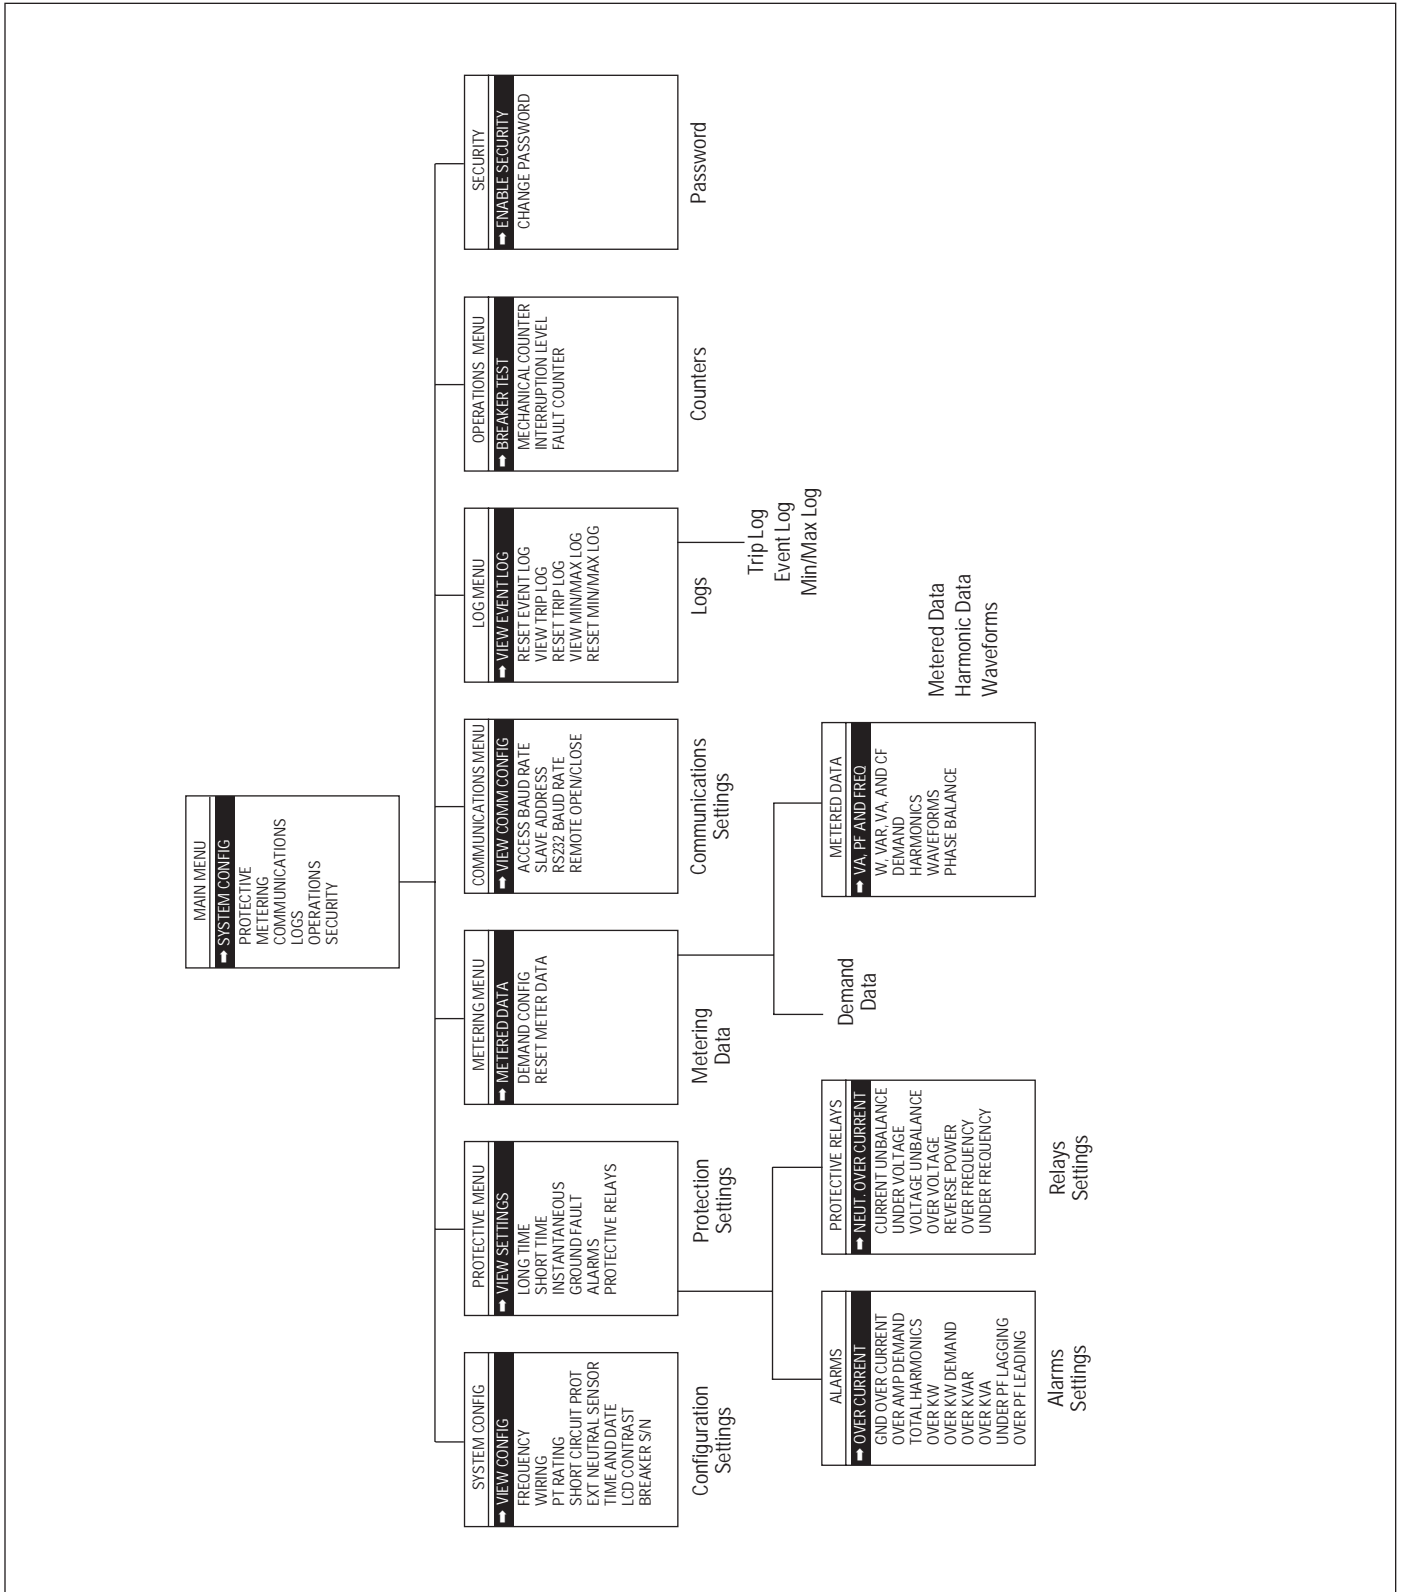 MAIN MENU
➡ SYSTEM CONFIG
PROTECTIVE
METERING
COMMUNICATIONS
LOGS
OPERATIONS
SECURITY
SYSTEM CONFIG
➡ VIEW CONFIG
FREQUENCY
WIRING
PT RATING
SHORT CIRCUIT PROT
EXT NEUTRAL SENSOR
TIME AND DATE
LCD CONTRAST
BREAKER S/N
Configuration
Settings
PROTECTIVE MENU
➡ VIEW SETTINGS
LONG TIME
SHORT TIME
INSTANTANEOUS
GROUND FAULT
ALARMS
PROTECTIVE RELAYS
Protection
Settings
METERING MENU
➡ METERED DATA
DEMAND CONFIG
RESET METER DATA
Metering
Data
COMMUNICATIONS MENU
➡ VIEW COMM CONFIG
ACCESS BAUD RATE
SLAVE ADDRESS
RS232 BAUD RATE
REMOTE OPEN/CLOSE
Communications
Settings
LOG MENU
➡ VIEW EVENT LOG
RESET EVENT LOG
VIEW TRIP LOG
RESET TRIP LOG
VIEW MIN/MAX LOG
RESET MIN/MAX LOG
Logs
Trip Log
Event Log
Min/Max Log
OPERATIONS MENU
➡ BREAKER TEST
MECHANICAL COUNTER
INTERRUPTION LEVEL
FAULT COUNTER
Counters
SECURITY
➡ ENABLE SECURITY
CHANGE PASSWORD
Password
ALARMS
➡ OVER CURRENT
GND OVER CURRENT
OVER AMP DEMAND
TOTAL HARMONICS
OVER KW
OVER KW DEMAND
OVER KVAR
OVER KVA
UNDER PF LAGGING
OVER PF LEADING
Alarms
Settings
PROTECTIVE RELAYS
➡ NEUT. OVER CURRENT
CURRENT UNBALANCE
UNDER VOLTAGE
VOLTAGE UNBALANCE
OVER VOLTAGE
REVERSE POWER
OVER FREQUENCY
UNDER FREQUENCY
Relays
Settings
Demand
Data
METERED DATA
➡ VA, PF AND FREQ
W, VAR, VA, AND CF
DEMAND
HARMONICS
WAVEFORMS
PHASE BALANCE
Metered Data
Harmonic Data
Waveforms